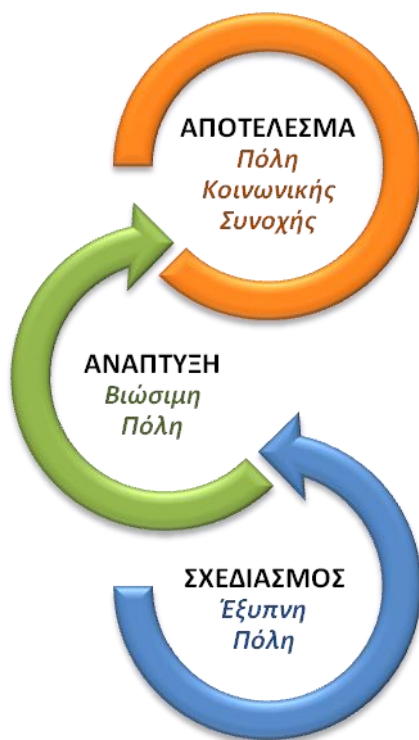 ΑΠΟΤΕΛΕΣΜΑ
Πόλη
Κοινωνικής
Συνοχής
ΑΝΑΠΤΥΞΗ
Βιώσιμη
Πόλη
ΣΧΕΔΙΑΣΜΟΣ
Έξυπνη
Πόλη